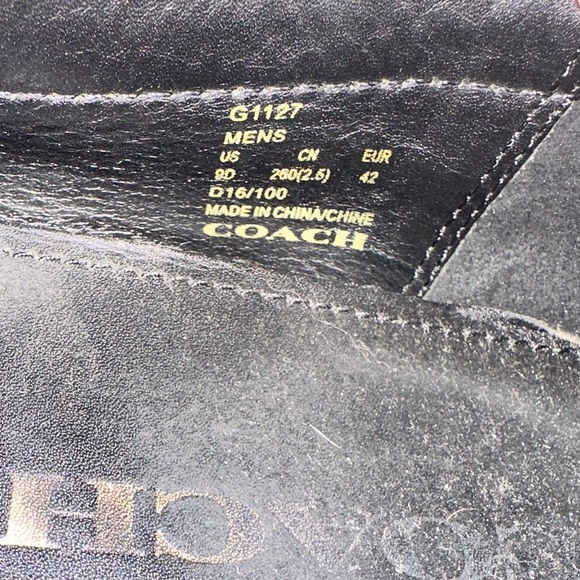 G1127
MENS
US CN EUR
9D 260(2.5) 42
D16/100
MADE IN CHINA/CHINE
COACH